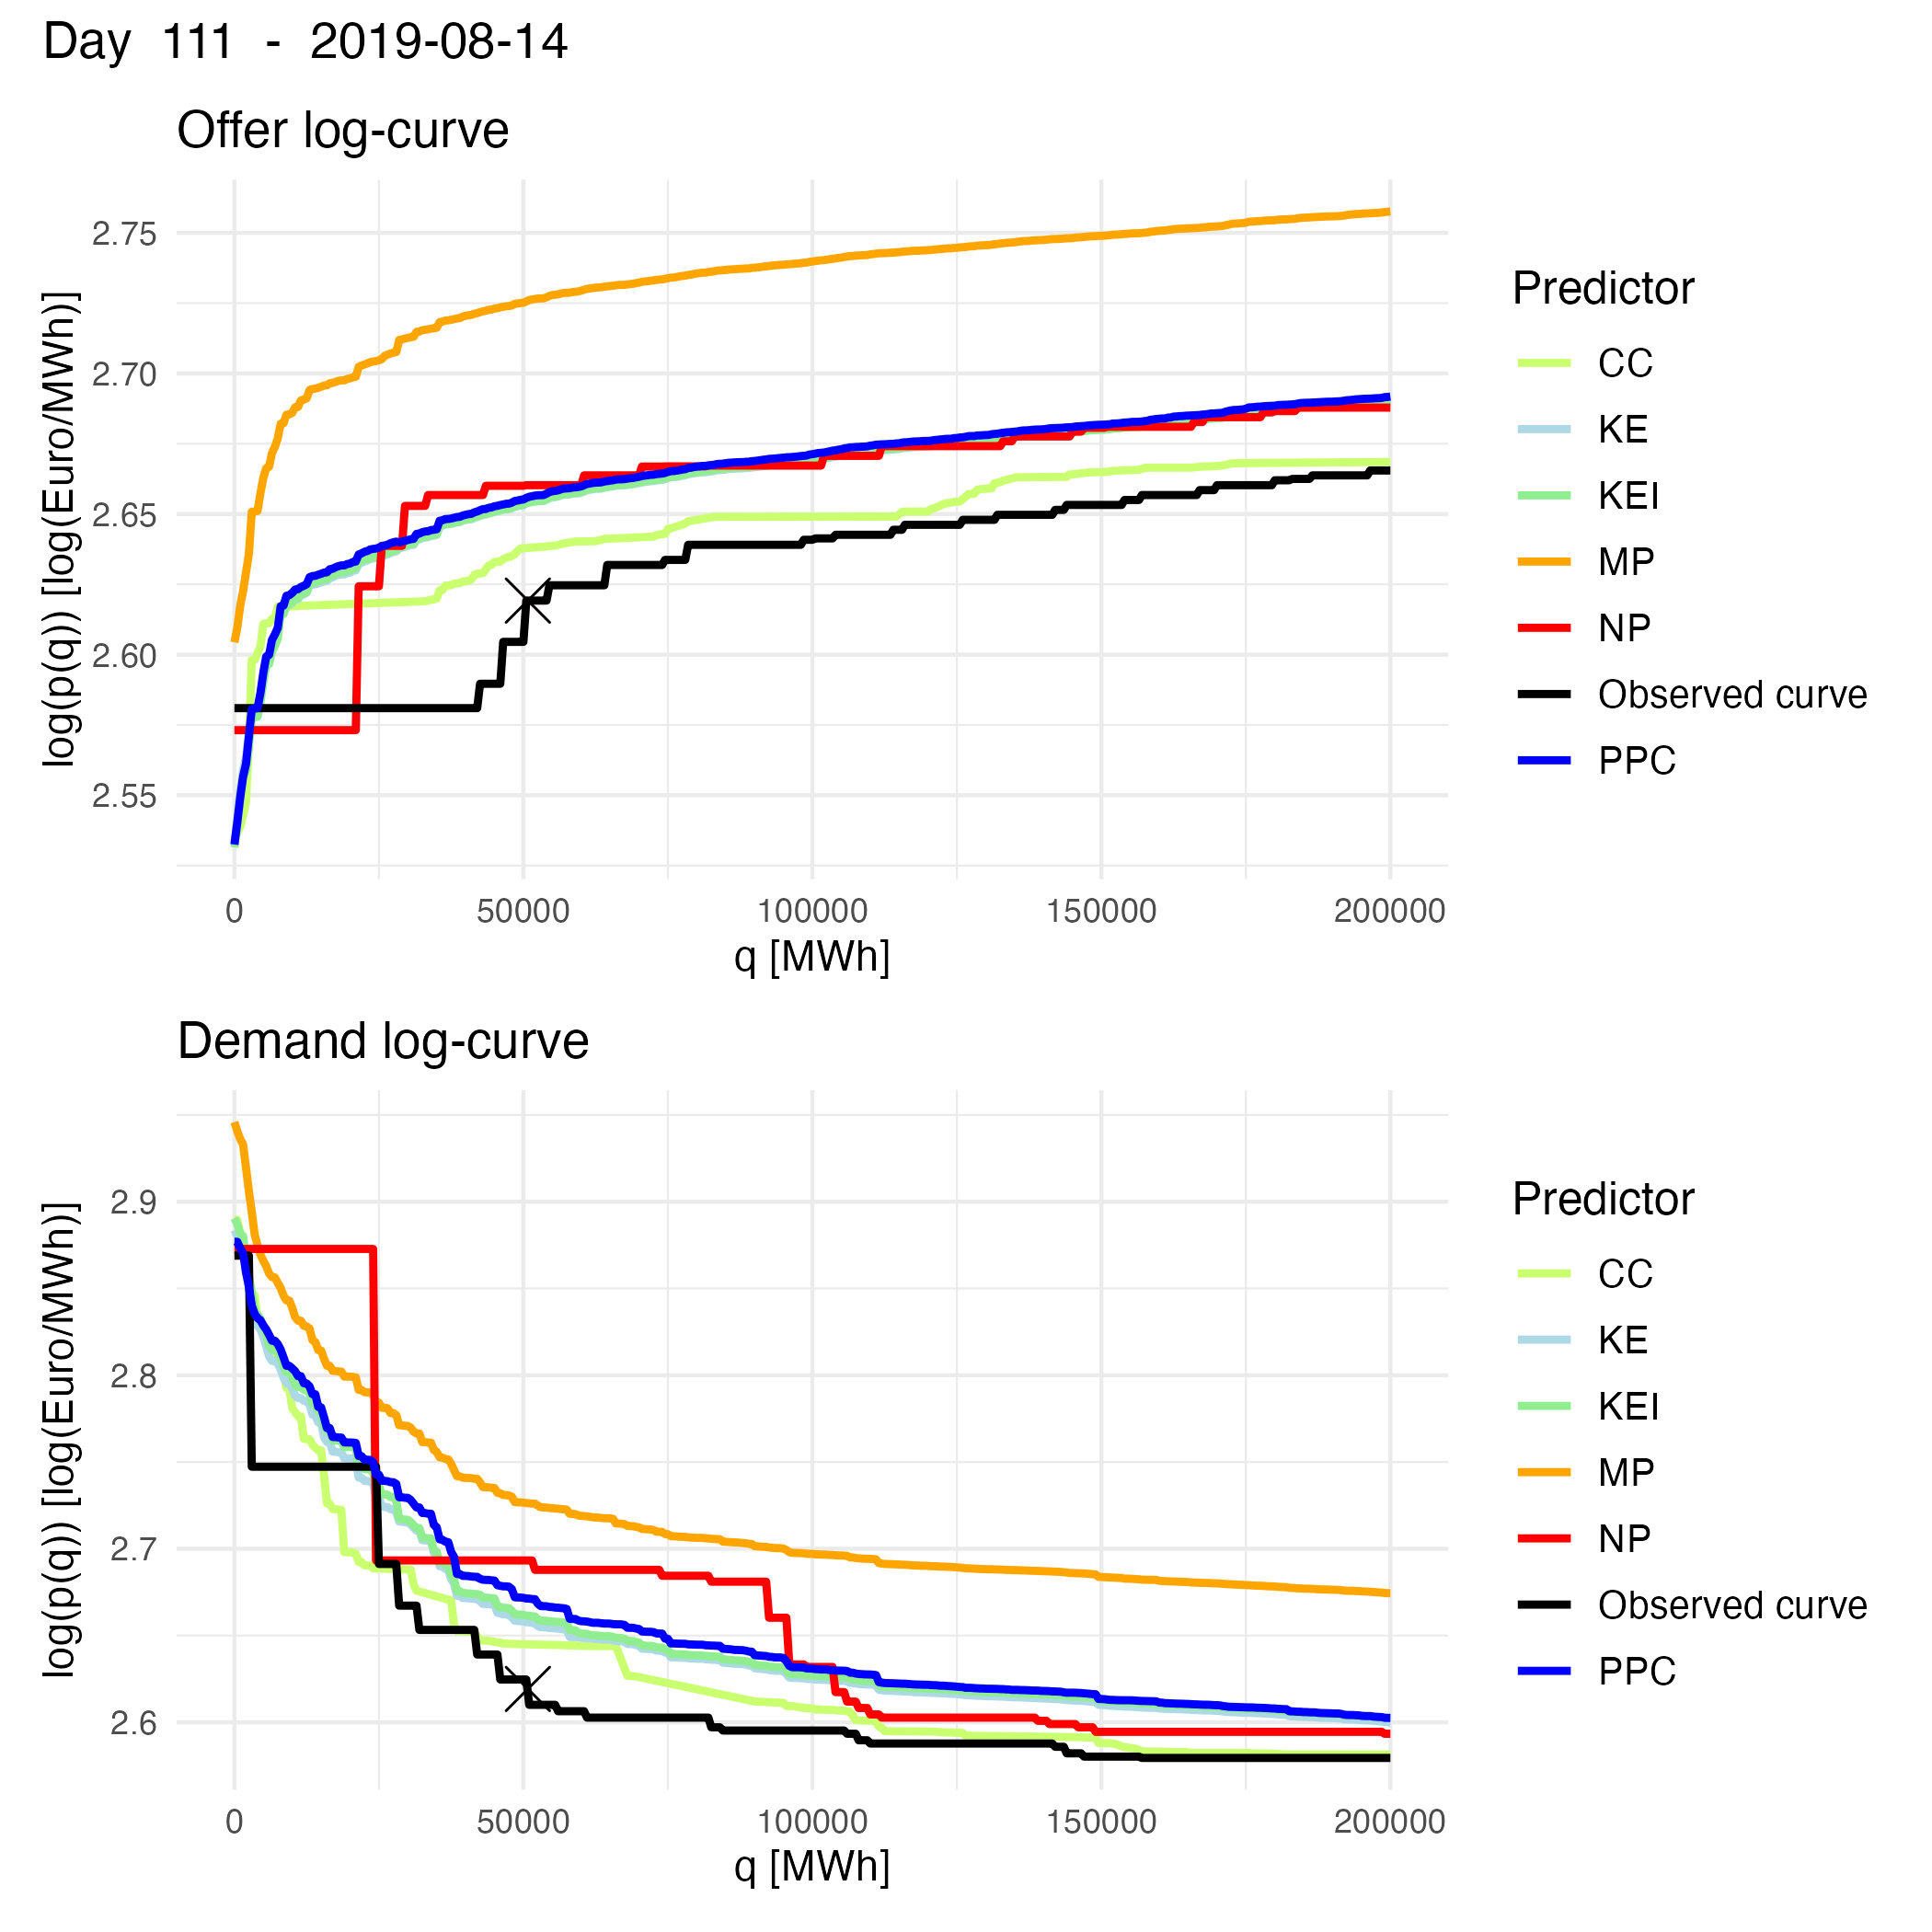 Day 111 - 2019-08-14
Offer log-curve
log(p(q)) [log(Euro/MWh)]
2.75
2.70
2.65
2.60
2.55
0
50000
100000
150000
200000
q [MWh]
Predictor
CC
KE
KEI
MP
NP
Observed curve
PPC
Demand log-curve
log(p(q)) [log(Euro/MWh)]
2.9
2.8
2.7
2.6
0
50000
100000
150000
200000
q [MWh]
Predictor
CC
KE
KEI
MP
NP
Observed curve
PPC